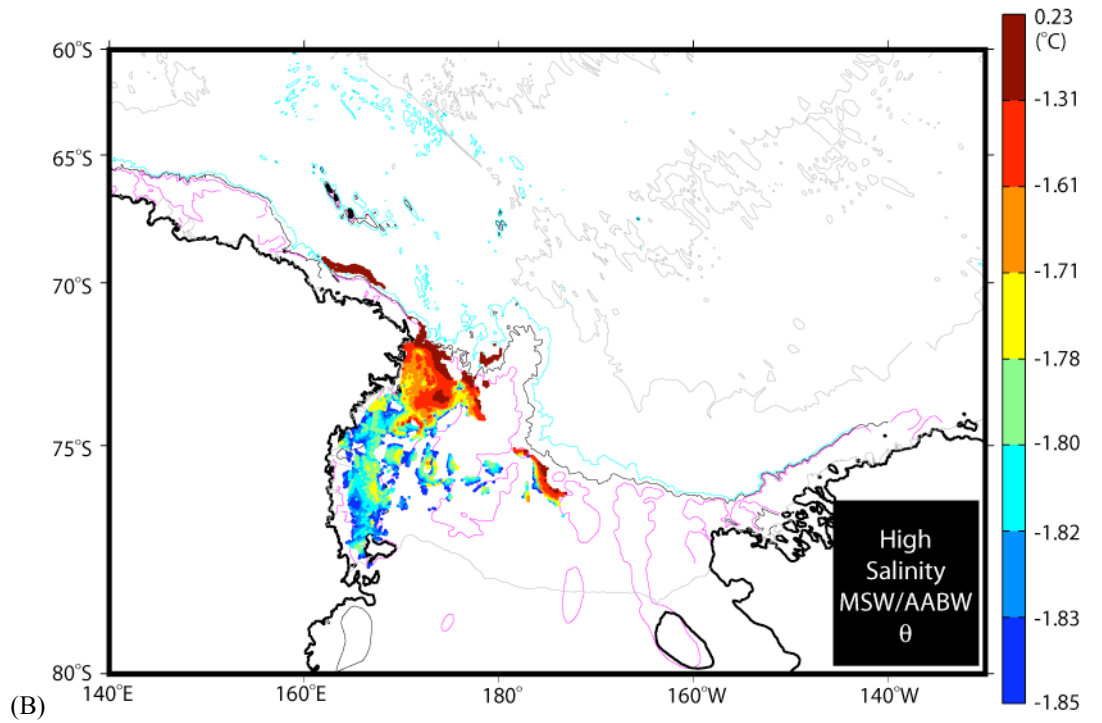 0.23
(°C)
60°S
-1.31
65°S
-1.61
-1.71
70°S
-1.78
-1.80
75°S
-1.82
High
Salinity
MSW/AABW
θ
-1.83
80°S
-1.85
140°E
160°E
180°
160°W
140°W
(B)